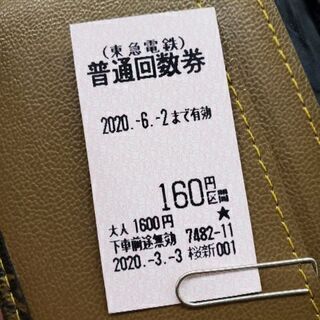 (東急電鉄)
普通回数券
2020.-6.-2まで有効
160円区間
★
大人 1600円
下車前途無効 7482-11
2020.-3.-3 桜新001